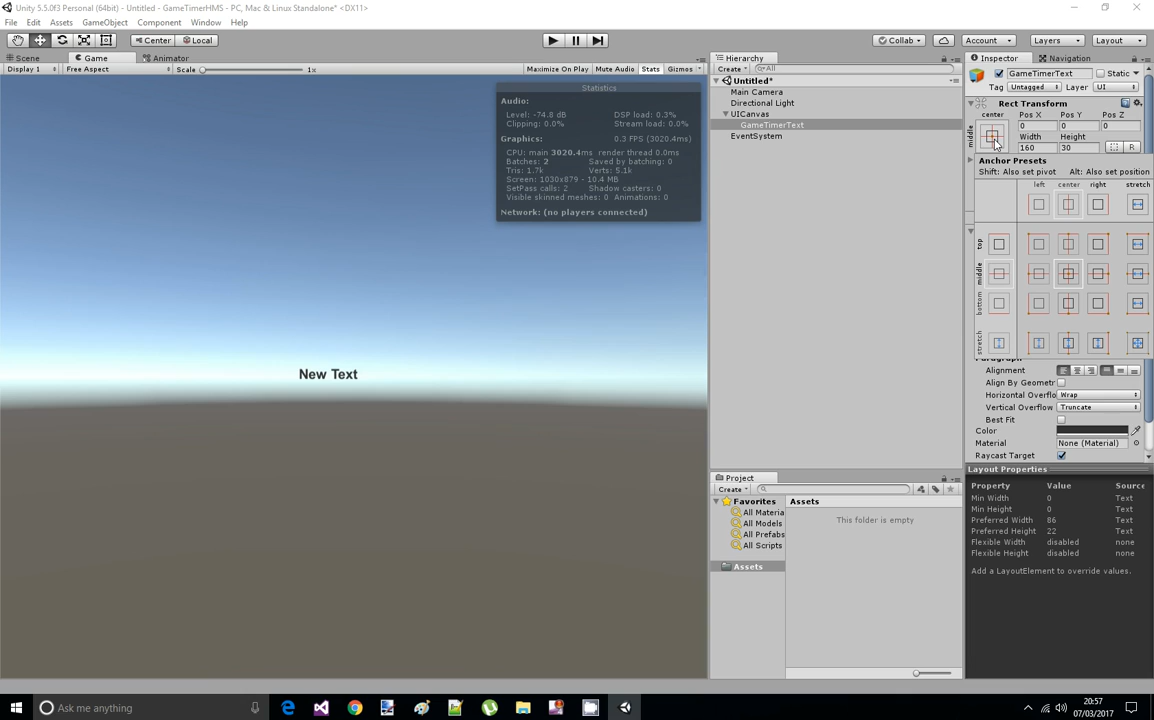 Unity 5.5.0f3 Personal (64bit) - Untitled - GameTimerHMS - PC, Mac & Linux Standalone* <DX11>
File Edit Assets GameObject Component Window Help
Center Local Collab Account Layers Layout
Scene Game Animator
Display 1 Free Aspect Scale 1x Maximize On Play Mute Audio Stats Gizmos
Statistics
Audio:
Level: -74.8 dB DSP load: 0.3%
Clipping: 0.0% Stream load: 0.0%
Graphics: 0.3 FPS (3020.4ms)
CPU: main 3020.4ms render thread 0.0ms
Batches: 2 Saved by batching: 0
Tris: 1.7k Verts: 5.1k
Screen: 1030x879 - 10.4 MB
SetPass calls: 2 Shadow casters: 0
Visible skinned meshes: 0 Animations: 0
Network: (no players connected)
New Text
Hierarchy
Create All
Untitled*
Main Camera
Directional Light
UICanvas
GameTimerText
EventSystem
Project
Create
Favorites
All Materia
All Models
All Prefabs
All Scripts
Assets
Assets
This folder is empty
Inspector Navigation
GameTimerText Static
Tag Untagged Layer UI
Rect Transform
center Pos X Pos Y Pos Z
middle 0 0 0
Width Height
160 30 R
Anchor Presets
Shift: Also set pivot Alt: Also set position
left center right stretch
top
middle
bottom
stretch
Paragraph
Alignment
Align By Geometr
Horizontal Overflo Wrap
Vertical Overflow Truncate
Best Fit
Color
Material None (Material)
Raycast Target
Layout Properties
Property Value Source
Min Width 0 Text
Min Height 0 Text
Preferred Width 86 Text
Preferred Height 22 Text
Flexible Width disabled none
Flexible Height disabled none
Add a LayoutElement to override values.
Ask me anything
20:57
07/03/2017